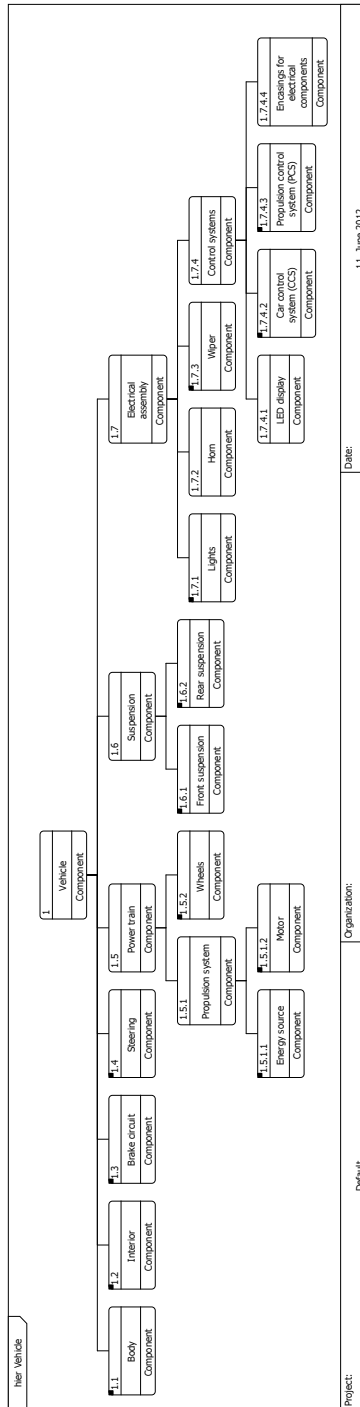 hier Vehicle
1
Vehicle
Component
1.1
Body
Component
1.2
Interior
Component
1.3
Brake circuit
Component
1.4
Steering
Component
1.5
Power train
Component
1.6
Suspension
Component
1.7
Electrical
assembly
Component
1.5.1
Propulsion system
Component
1.5.2
Wheels
Component
1.6.1
Front suspension
Component
1.6.2
Rear suspension
Component
1.7.1
Lights
Component
1.7.2
Horn
Component
1.7.3
Wiper
Component
1.7.4
Control systems
Component
1.5.1.1
Energy source
Component
1.5.1.2
Motor
Component
1.7.4.1
LED display
Component
1.7.4.2
Car control
system (CCS)
Component
1.7.4.3
Propulsion control
system (PCS)
Component
1.7.4.4
Encasings for
electrical
components
Component
Project:
Organization:
Date:
Default
11, June 2012